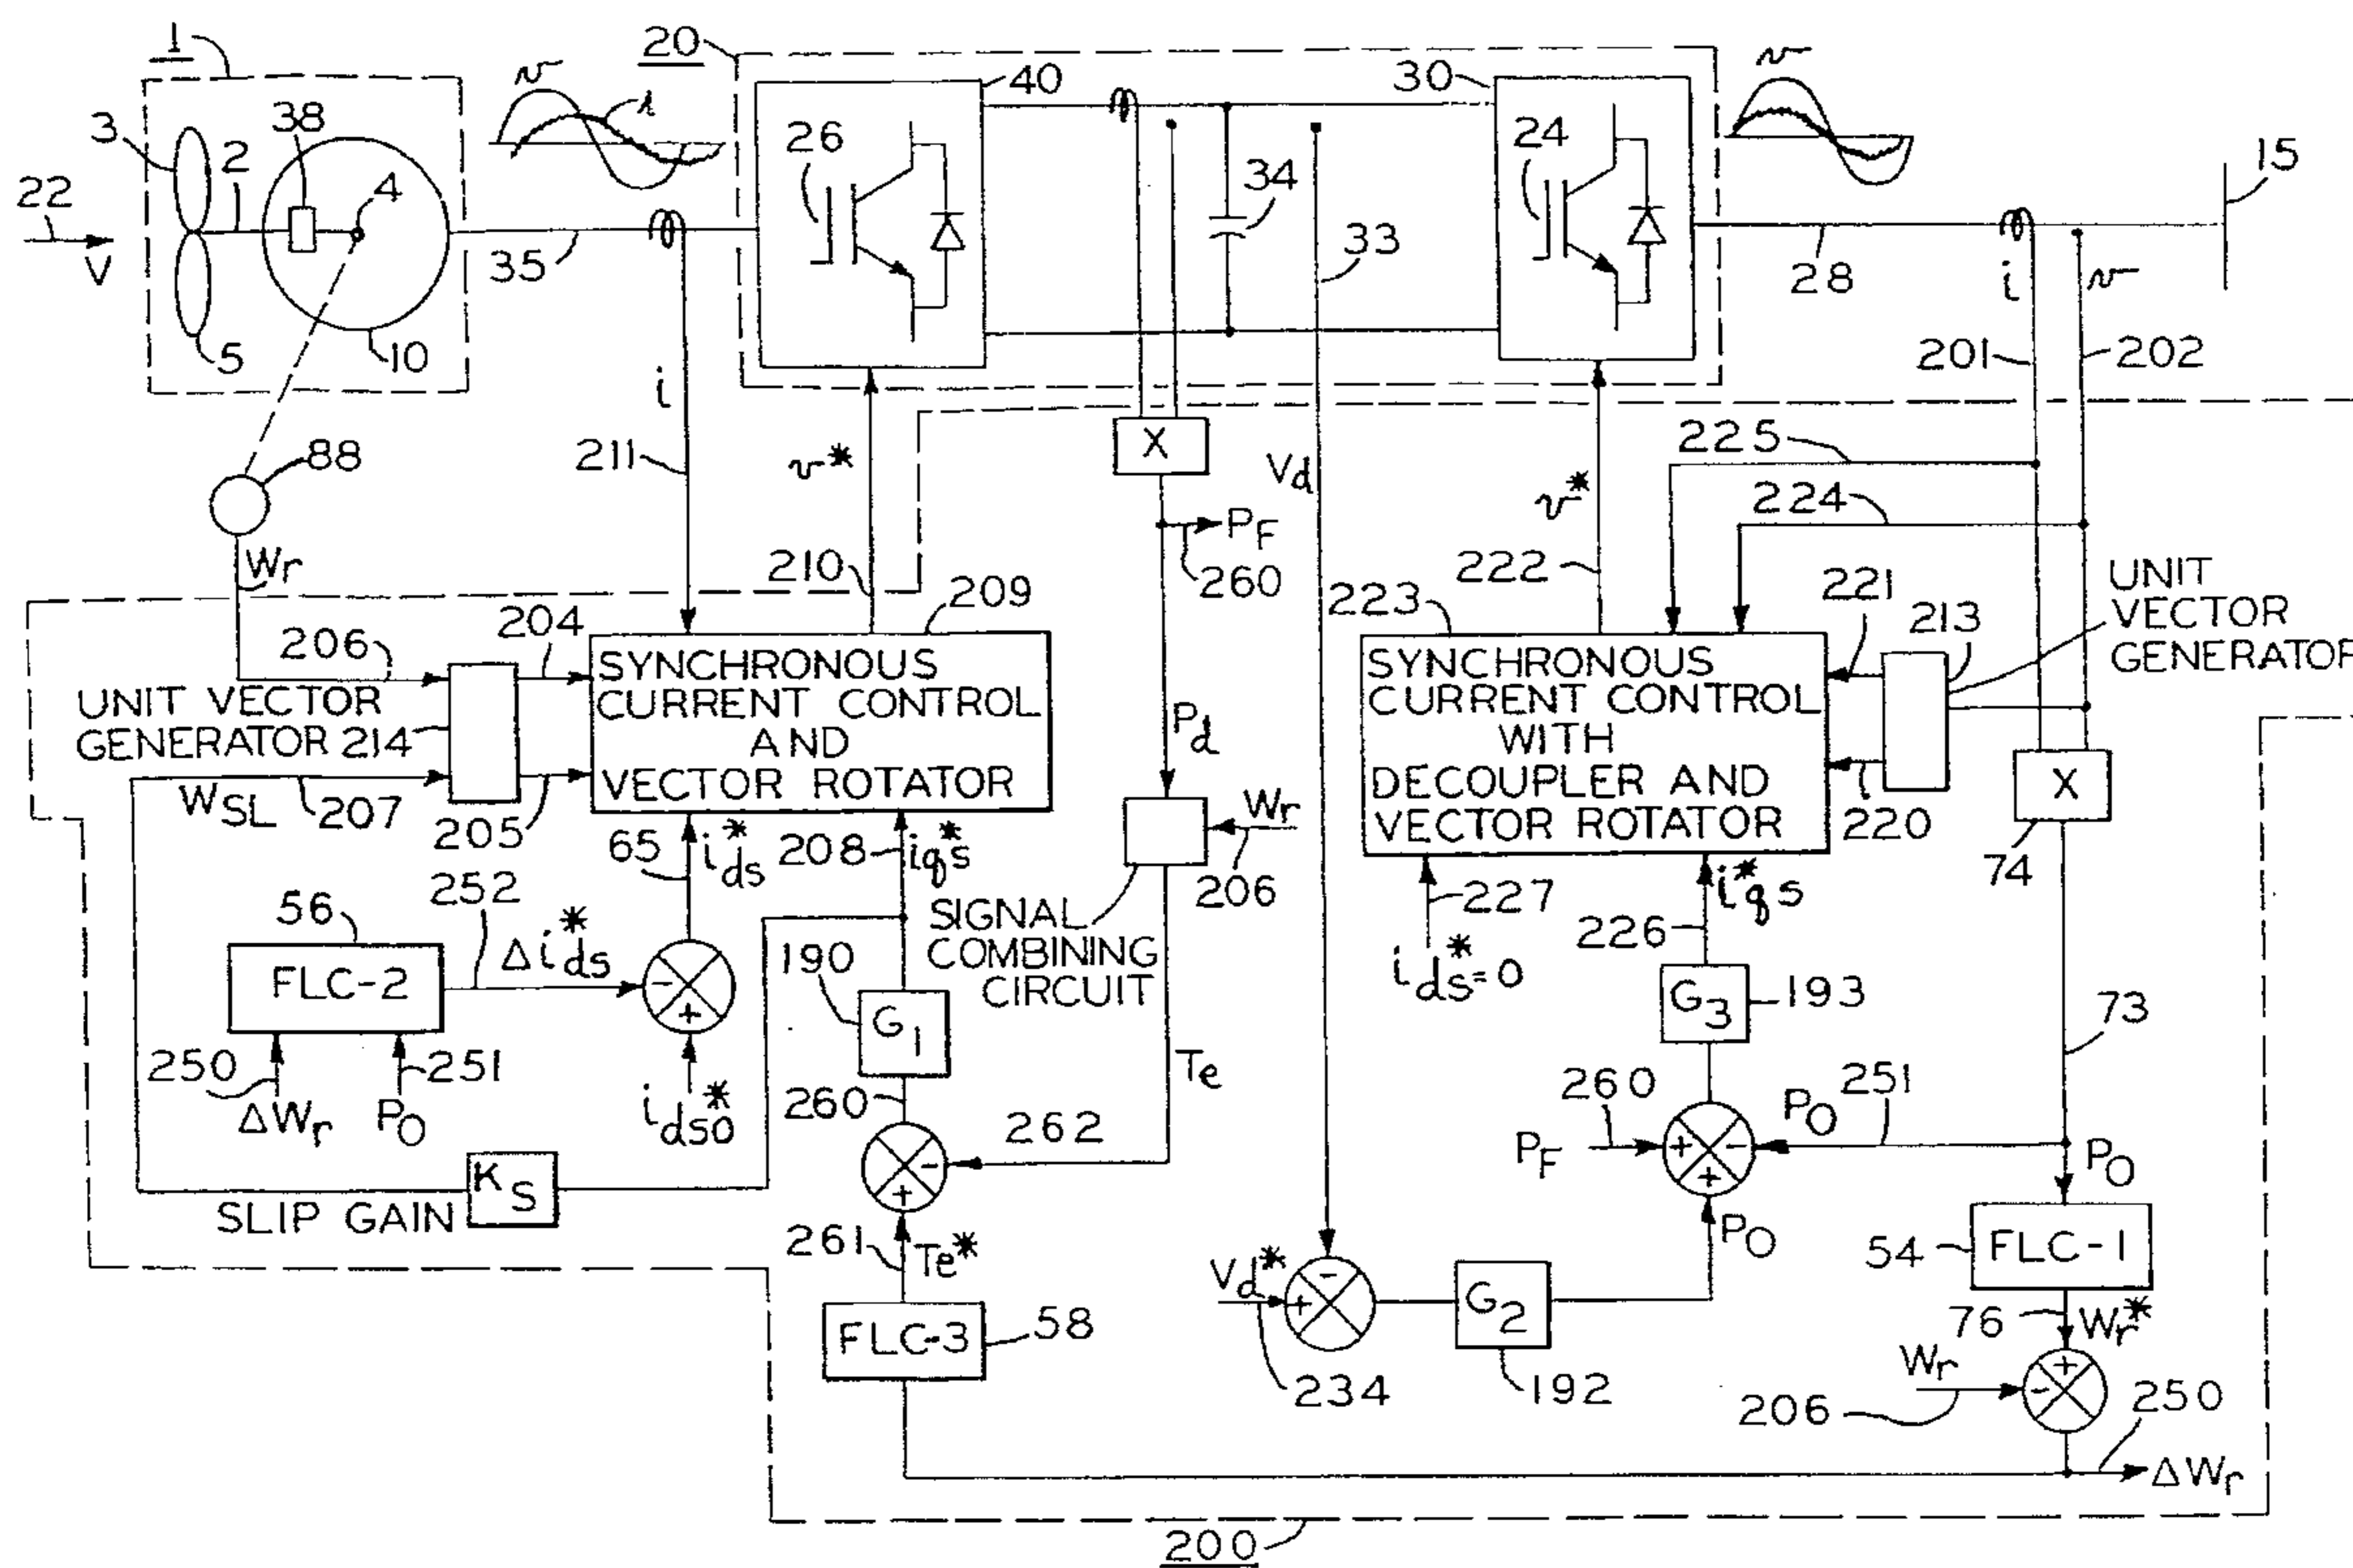 1
20
v
i
40
30
v
3
38
2
4
26
24
34
15
22
V
35
33
28
i
v
5
10
i
201
202
88
211
v*
X
Vd
v*
225
224
PF
260
Wr
210
209
222
223
221
213
UNIT
VECTOR
GENERATOR
206
204
UNIT VECTOR
GENERATOR 214
SYNCHRONOUS
CURRENT CONTROL
AND
VECTOR ROTATOR
Pd
SYNCHRONOUS
CURRENT CONTROL
WITH
DECOUPLER AND
VECTOR ROTATOR
X
WSL
207
205
65
i*ds
208
iqs*
Wr
206
220
74
56
252
Δi*ds
190
SIGNAL
COMBINING
CIRCUIT
227
i*ds=0
226
i*qs
FLC-2
G1
G3
193
73
250
ΔWr
251
PO
i*dso
260
262
Te
260
PF
PO
251
PO
KS
SLIP GAIN
261
Te*
PO
54
FLC-1
Vd*
G2
FLC-3
58
234
192
76
Wr*
Wr
206
250
ΔWr
200